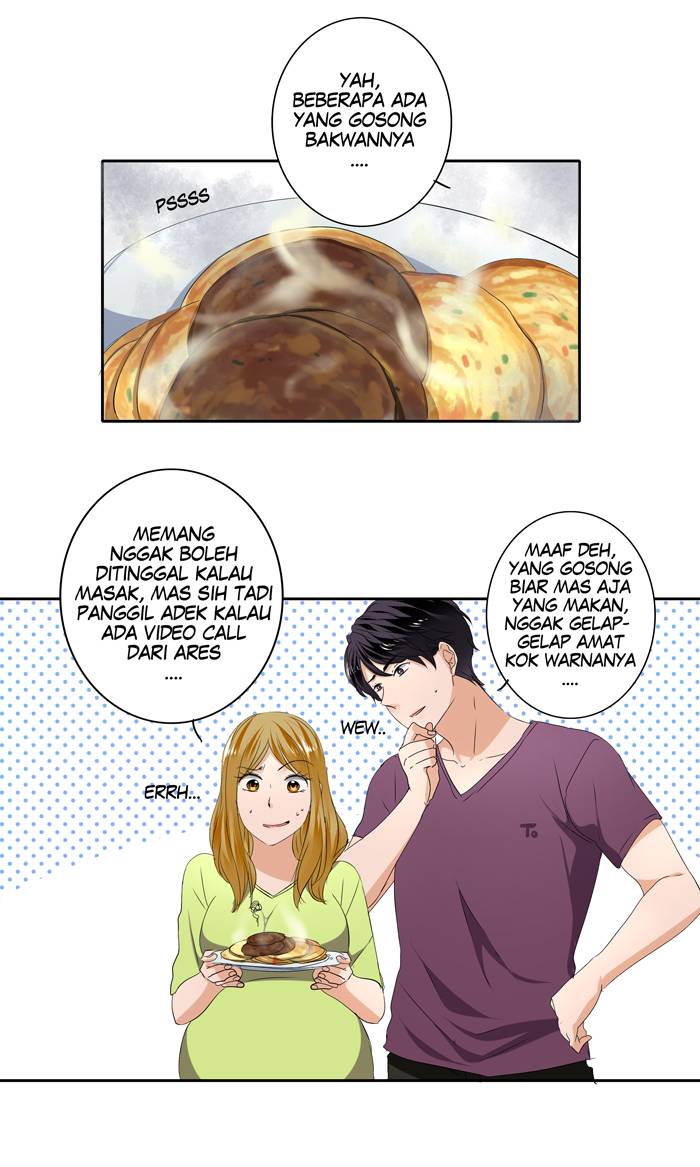 YAH,
BEBERAPA ADA
YANG GOSONG
BAKWANNYA
....
PSSSS
MEMANG
NGGAK BOLEH
DITINGGAL KALAU
MASAK, MAS SIH TADI
PANGGIL ADEK KALAU
ADA VIDEO CALL
DARI ARES
....
MAAF DEH,
YANG GOSONG
BIAR MAS AJA
YANG MAKAN,
NGGAK GELAP-
GELAP AMAT
KOK WARNANYA
....
WEW..
ERRH...
To